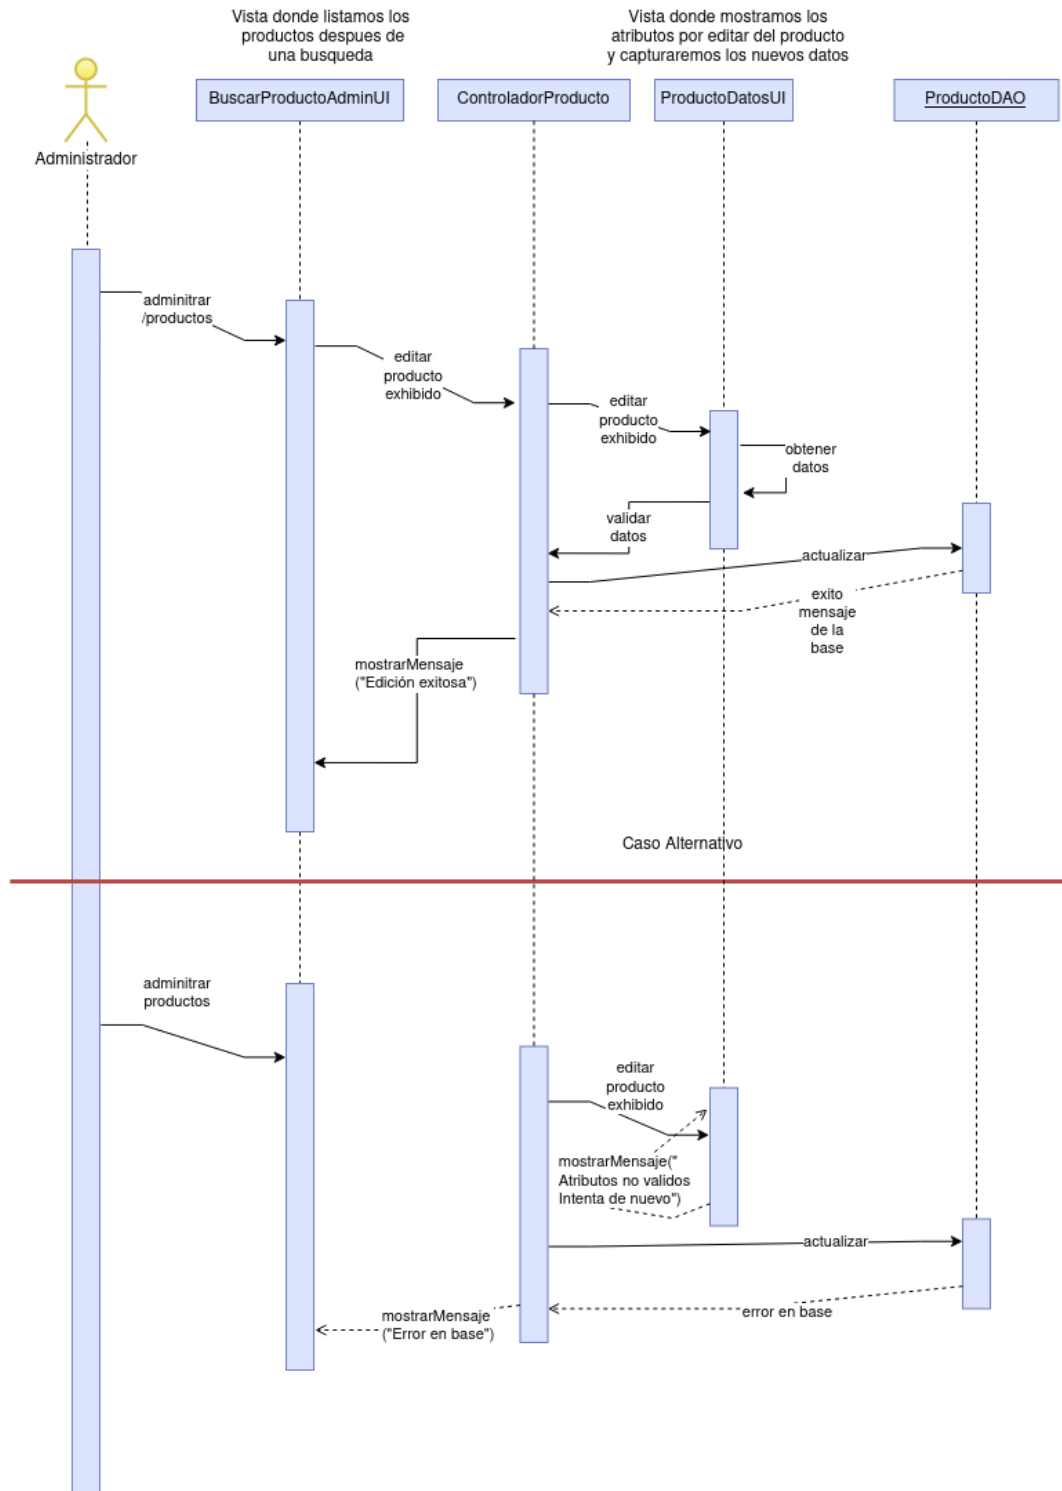 Vista donde listamos los
productos despues de
una busqueda
Vista donde mostramos los
atributos por editar del producto
y capturaremos los nuevos datos
BuscarProductoAdminUI
ControladorProducto
ProductoDatosUI
ProductoDAO
Administrador
adminitrar
/productos
editar
producto
exhibido
editar
producto
exhibido
obtener
datos
validar
datos
actualizar
exito
mensaje
de la
base
mostrarMensaje
("Edición exitosa")
Caso Alternativo
adminitrar
productos
editar
producto
exhibido
mostrarMensaje("
Atributos no validos
Intenta de nuevo")
actualizar
error en base
mostrarMensaje
("Error en base")